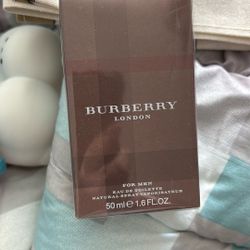 BURBERRY
LONDON
FOR MEN
EAU DE TOILETTE
NATURAL SPRAY VAPORISATEUR
50 ml e 1.6 FL.OZ.